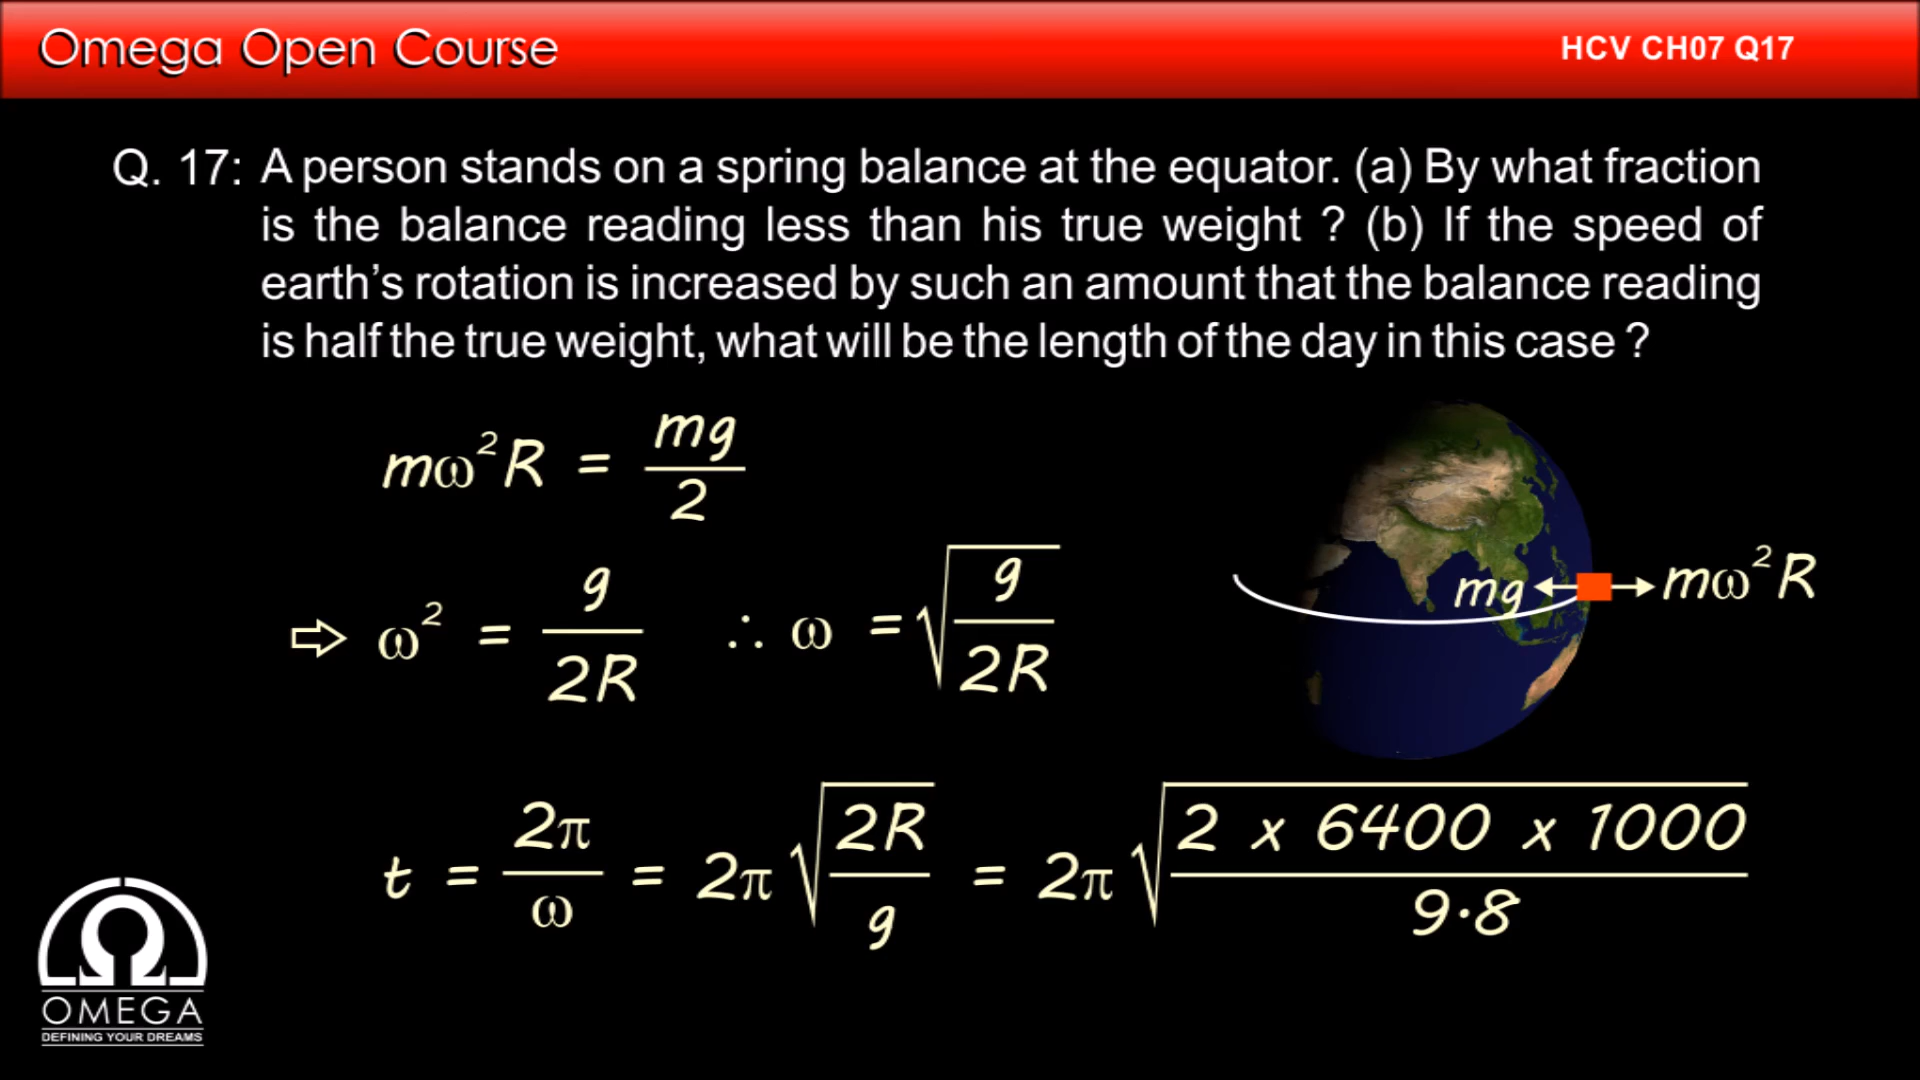 Omega Open Course
HCV CH07 Q17
Q. 17: A person stands on a spring balance at the equator. (a) By what fraction
is the balance reading less than his true weight ? (b) If the speed of
earth’s rotation is increased by such an amount that the balance reading
is half the true weight, what will be the length of the day in this case ?
mω²R = mg/2
⇨ ω² = g/2R ∴ ω = √(g/2R)
mg mω²R
t = 2π/ω = 2π √(2R/g) = 2π √(2 x 6400 x 1000/9·8)
OMEGA
DEFINING YOUR DREAMS